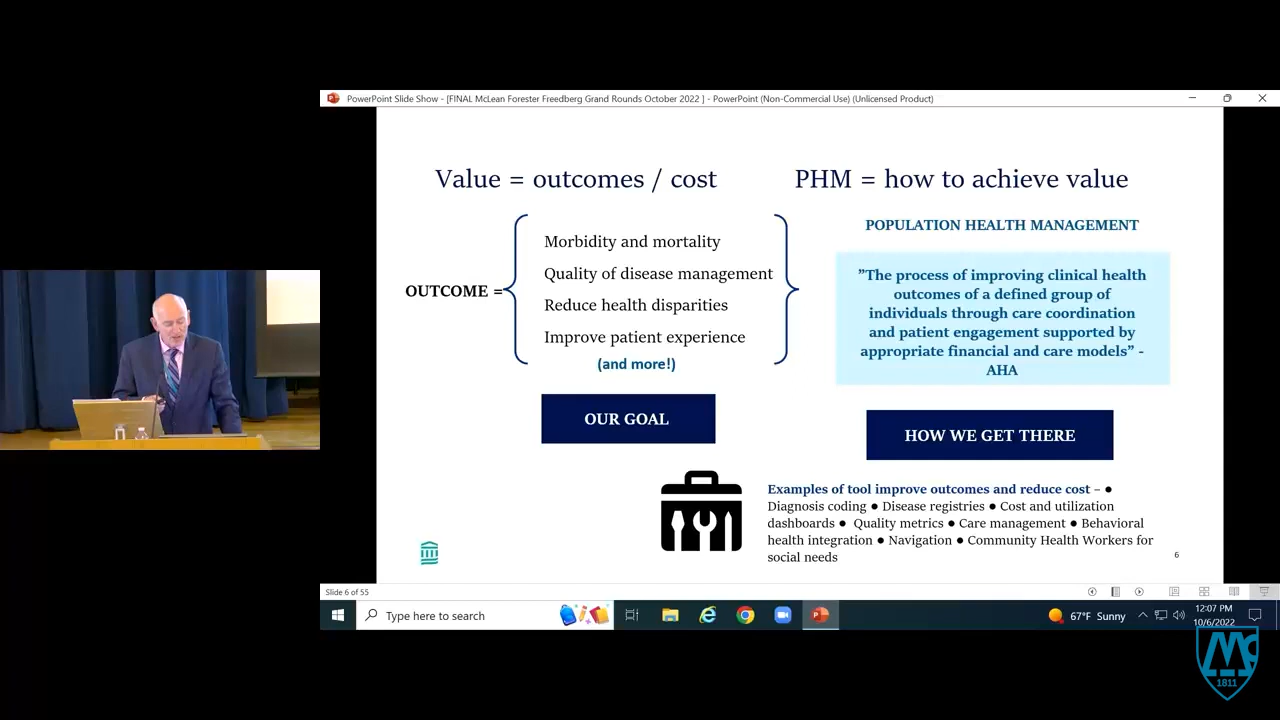 PowerPoint Slide Show - [FINAL McLean Forester Freedberg Grand Rounds October 2022 ] - PowerPoint (Non-Commercial Use) (Unlicensed Product)
Value = outcomes / cost
PHM = how to achieve value
OUTCOME =
Morbidity and mortality
Quality of disease management
Reduce health disparities
Improve patient experience
(and more!)
OUR GOAL
POPULATION HEALTH MANAGEMENT
”The process of improving clinical health
outcomes of a defined group of
individuals through care coordination
and patient engagement supported by
appropriate financial and care models” -
AHA
HOW WE GET THERE
Examples of tool improve outcomes and reduce cost – ●
Diagnosis coding ● Disease registries ● Cost and utilization
dashboards ● Quality metrics ● Care management ● Behavioral
health integration ● Navigation ● Community Health Workers for
social needs
6
Slide 6 of 55
Type here to search
67°F Sunny
12:07 PM
10/6/2022
Mc
1811